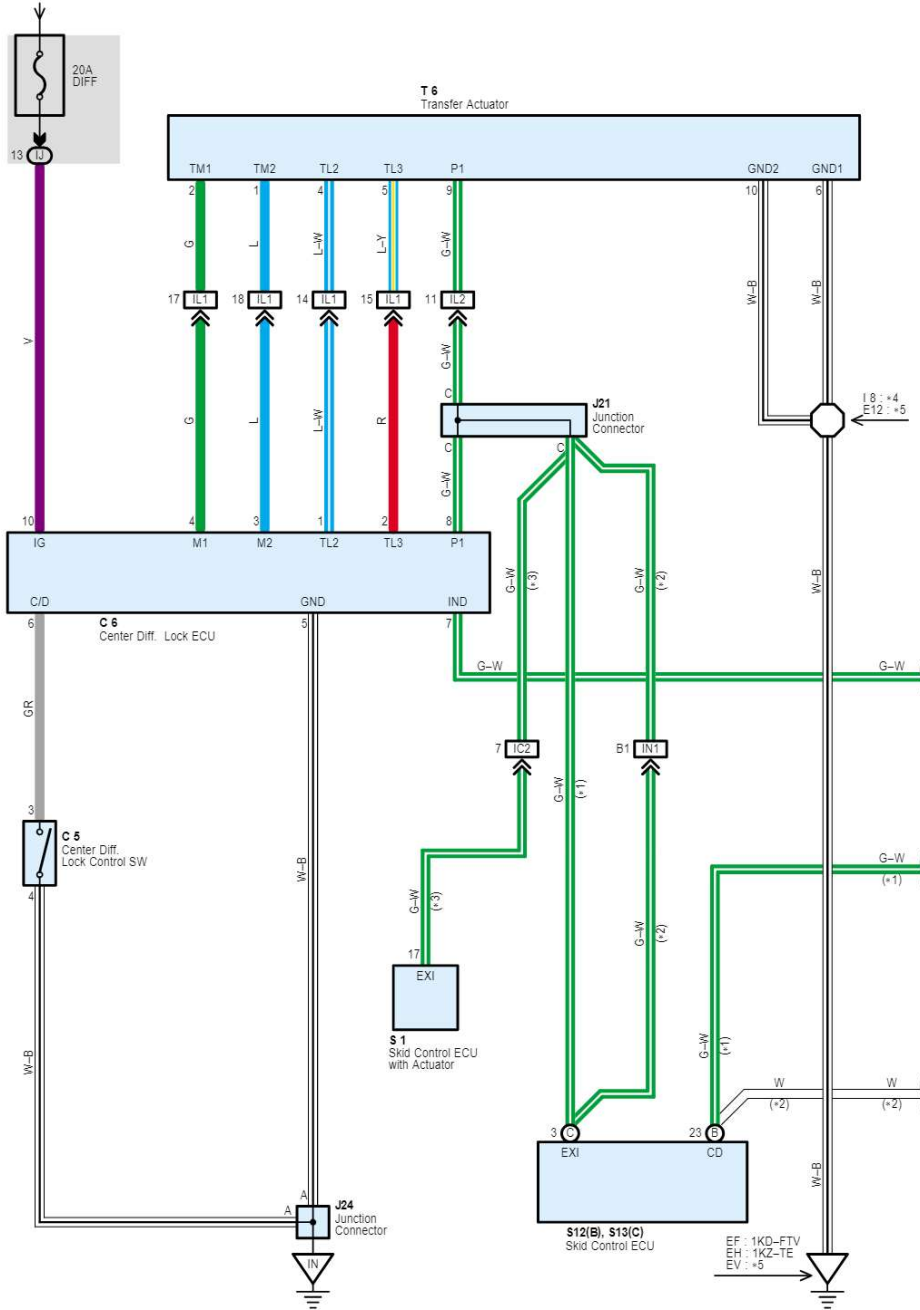 20A
DIFF
13 IJ
T 6
Transfer Actuator
TM1 TM2 TL2 TL3 P1 GND2 GND1
2 1 4 5 9 10 6
G L L–W L–Y G–W W–B W–B
17 IL1 18 IL1 14 IL1 15 IL1 11 IL2
V
G L L–W R G–W
C
J21
Junction
Connector
C C
G–W
I 8 : *4
E12 : *5
10 4 3 1 2 8
IG M1 M2 TL2 TL3 P1
C/D GND IND
6 5 7
C 6
Center Diff. Lock ECU
G–W (*3) G–W (*2) W–B
G–W G–W
GR
7 IC2 B1 IN1
G–W (*1)
3
C 5
Center Diff.
Lock Control SW
4
W–B
G–W (*3)
G–W (*2)
G–W
(*1)
17
EXI
S 1
Skid Control ECU
with Actuator
W–B
G–W (*1)
W W
(*2) (*2)
3 C 23 B
EXI CD
W–B
S12(B), S13(C)
Skid Control ECU
A
A
J24
Junction
Connector
IN
EF : 1KD–FTV
EH : 1KZ–TE
EV : *5